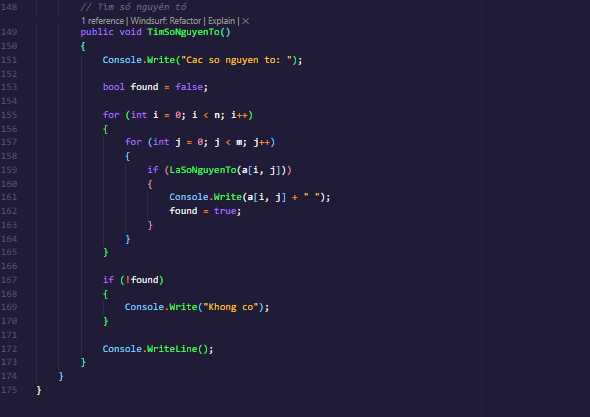 148 // Tìm số nguyên tố
1 reference | Windsurf: Refactor | Explain | ×
149 public void TimSoNguyenTo()
150 {
151 Console.Write("Cac so nguyen to: ");
152
153 bool found = false;
154
155 for (int i = 0; i < n; i++)
156 {
157 for (int j = 0; j < m; j++)
158 {
159 if (LaSoNguyenTo(a[i, j]))
160 {
161 Console.Write(a[i, j] + " ");
162 found = true;
163 }
164 }
165 }
166
167 if (!found)
168 {
169 Console.Write("Khong co");
170 }
171
172 Console.WriteLine();
173 }
174 }
175 }